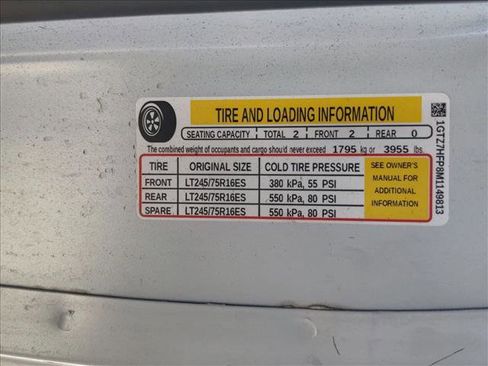 TIRE AND LOADING INFORMATION
SEATING CAPACITY TOTAL 2 FRONT 2 REAR 0
The combined weight of occupants and cargo should never exceed 1795 kg or 3955 lbs.
TIRE ORIGINAL SIZE COLD TIRE PRESSURE
FRONT LT245/75R16ES 380 kPa, 55 PSI
REAR LT245/75R16ES 550 kPa, 80 PSI
SPARE LT245/75R16ES 550 kPa, 80 PSI
SEE OWNER'S
MANUAL FOR
ADDITIONAL
INFORMATION
1GTZ7HFP8M1149813